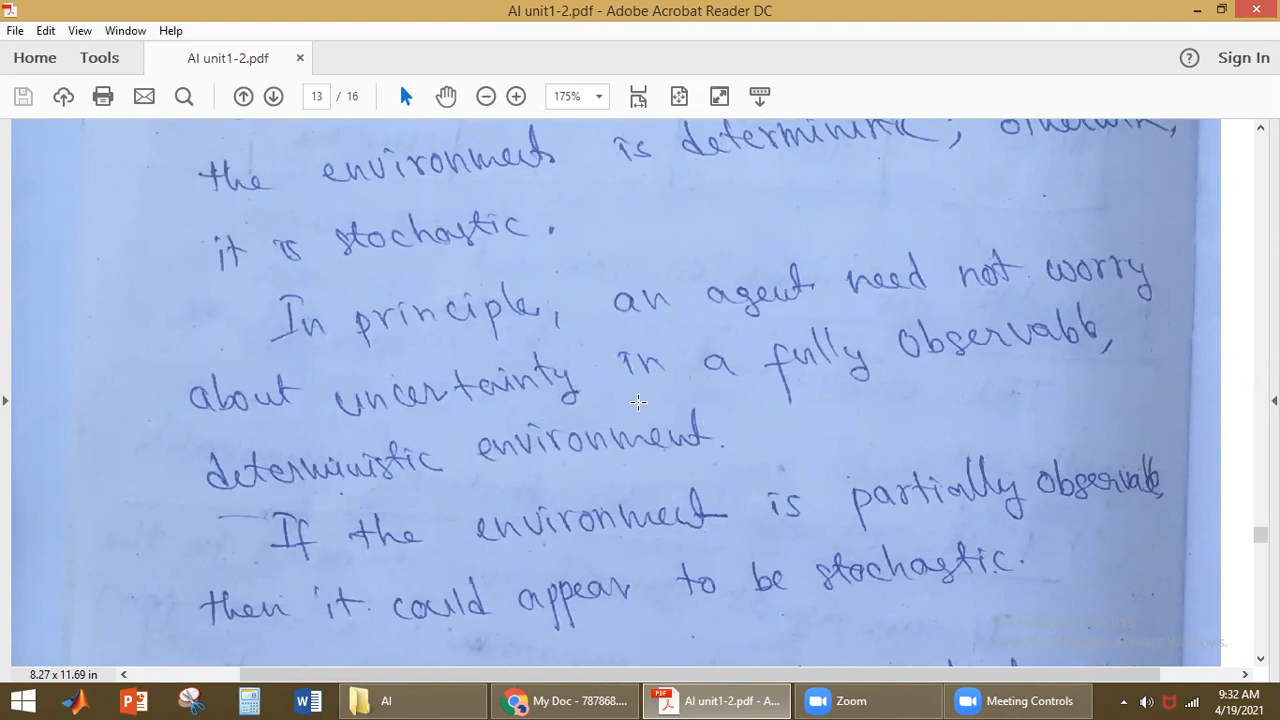 AI unit1-2.pdf - Adobe Acrobat Reader DC
File Edit View Window Help
Home Tools AI unit1-2.pdf × Sign In
13 / 16 175%
the environment is deterministic; otherwise,
it is stochastic.
In principle, an agent need not worry
about uncertainty in a fully observable,
deterministic environment.
If the environment is partially observable
then it could appear to be stochastic.
8.27 x 11.69 in
AI My Doc - 787868.... AI unit1-2.pdf - A... Zoom Meeting Controls
9:32 AM
4/19/2021